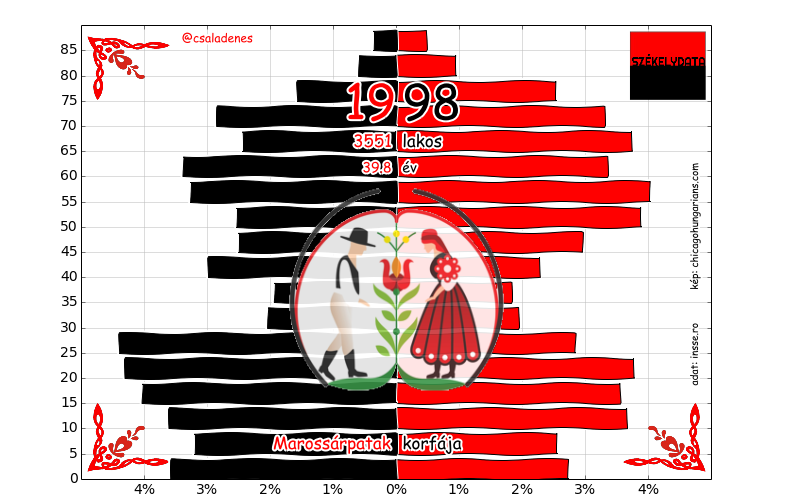 @csaladenes
SZÉKELYDATA
1998
3551 lakos
39.8 év
kép: chicagohungarians.com
adat: insse.ro
Marossárpatak korfája
85
80
75
70
65
60
55
50
45
40
35
30
25
20
15
10
5
0
4% 3% 2% 1% 0% 1% 2% 3% 4%